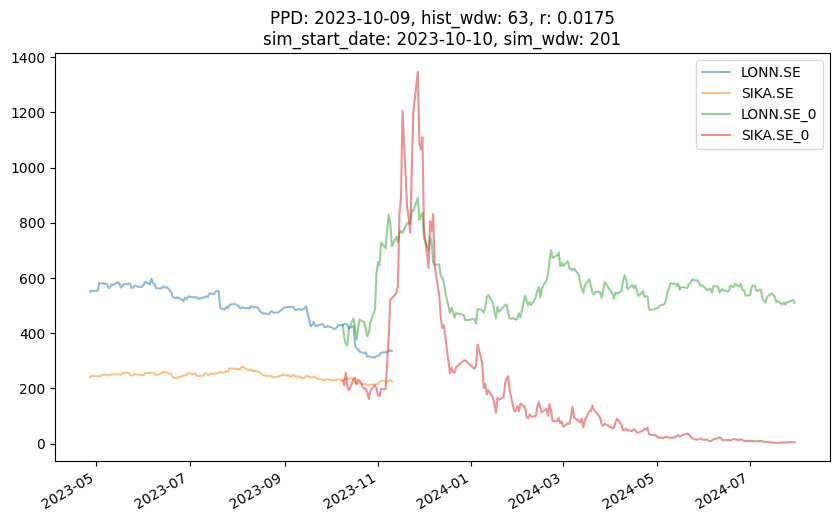 PPD: 2023-10-09, hist_wdw: 63, r: 0.0175
sim_start_date: 2023-10-10, sim_wdw: 201
LONN.SE
SIKA.SE
LONN.SE_0
SIKA.SE_0
1400
1200
1000
800
600
400
200
0
2023-05
2023-07
2023-09
2023-11
2024-01
2024-03
2024-05
2024-07